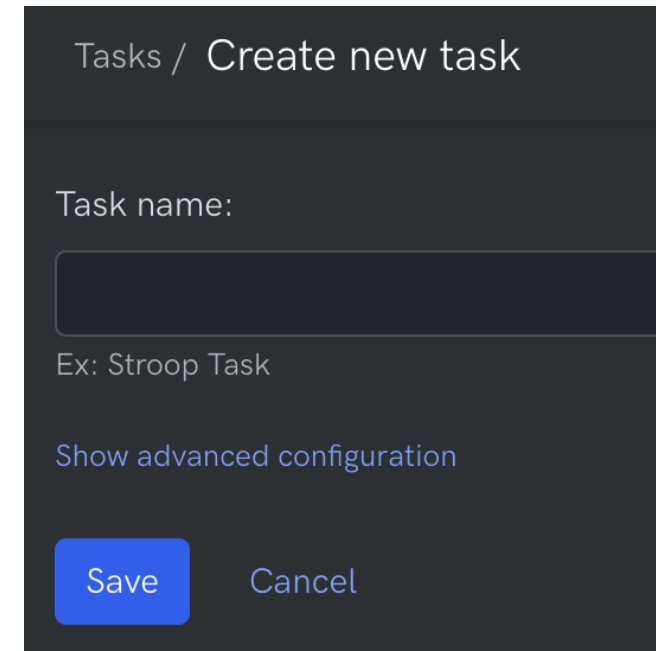 Tasks / Create new task
Task name:
Ex: Stroop Task
Show advanced configuration
Save Cancel